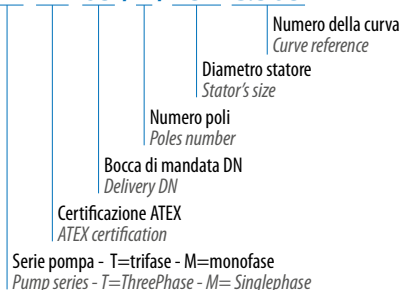 Numero della curva
Curve reference
Diametro statore
Stator's size
Numero poli
Poles number
Bocca di mandata DN
Delivery DN
Certificazione ATEX
ATEX certification
Serie pompa - T=trifase - M=monofase
Pump series - T=ThreePhase - M= Singlephase